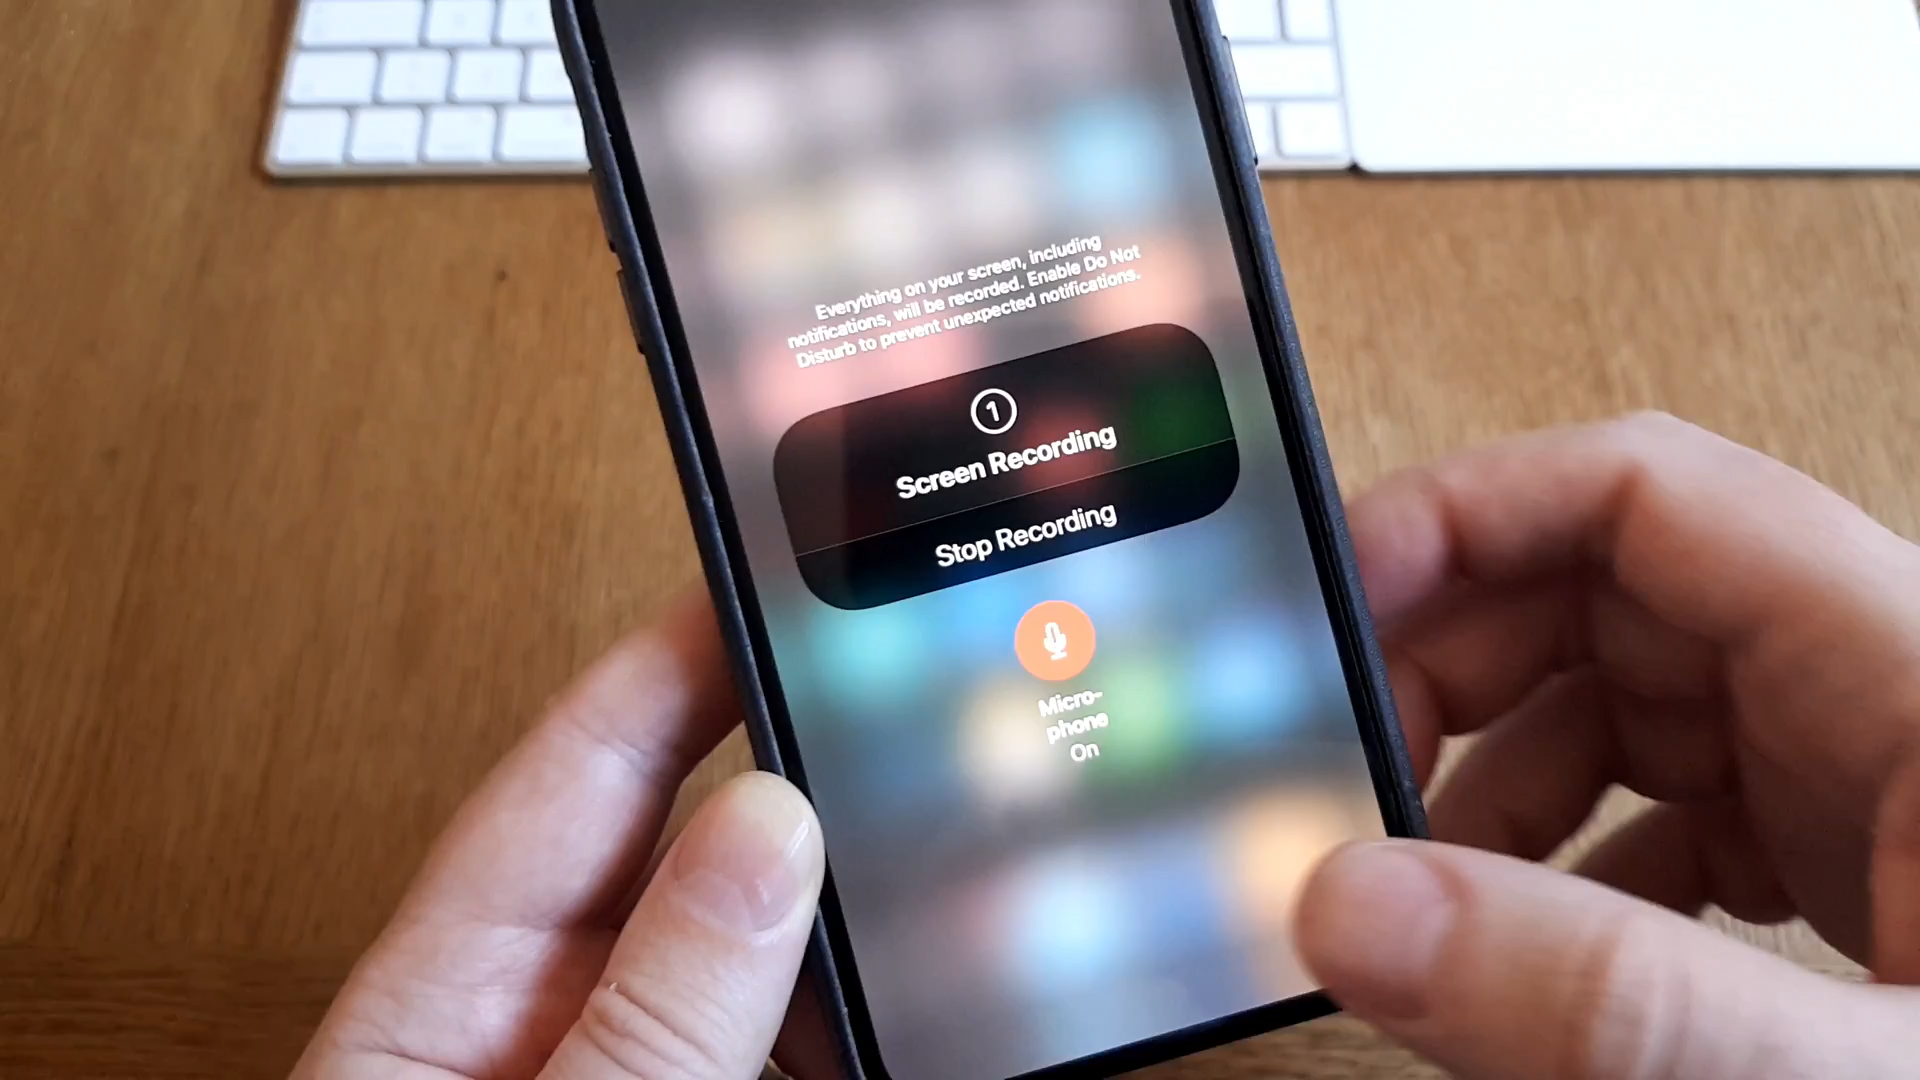 Everything on your screen, including
notifications, will be recorded. Enable Do Not
Disturb to prevent unexpected notifications.
1
Screen Recording
Stop Recording
Micro-
phone
On